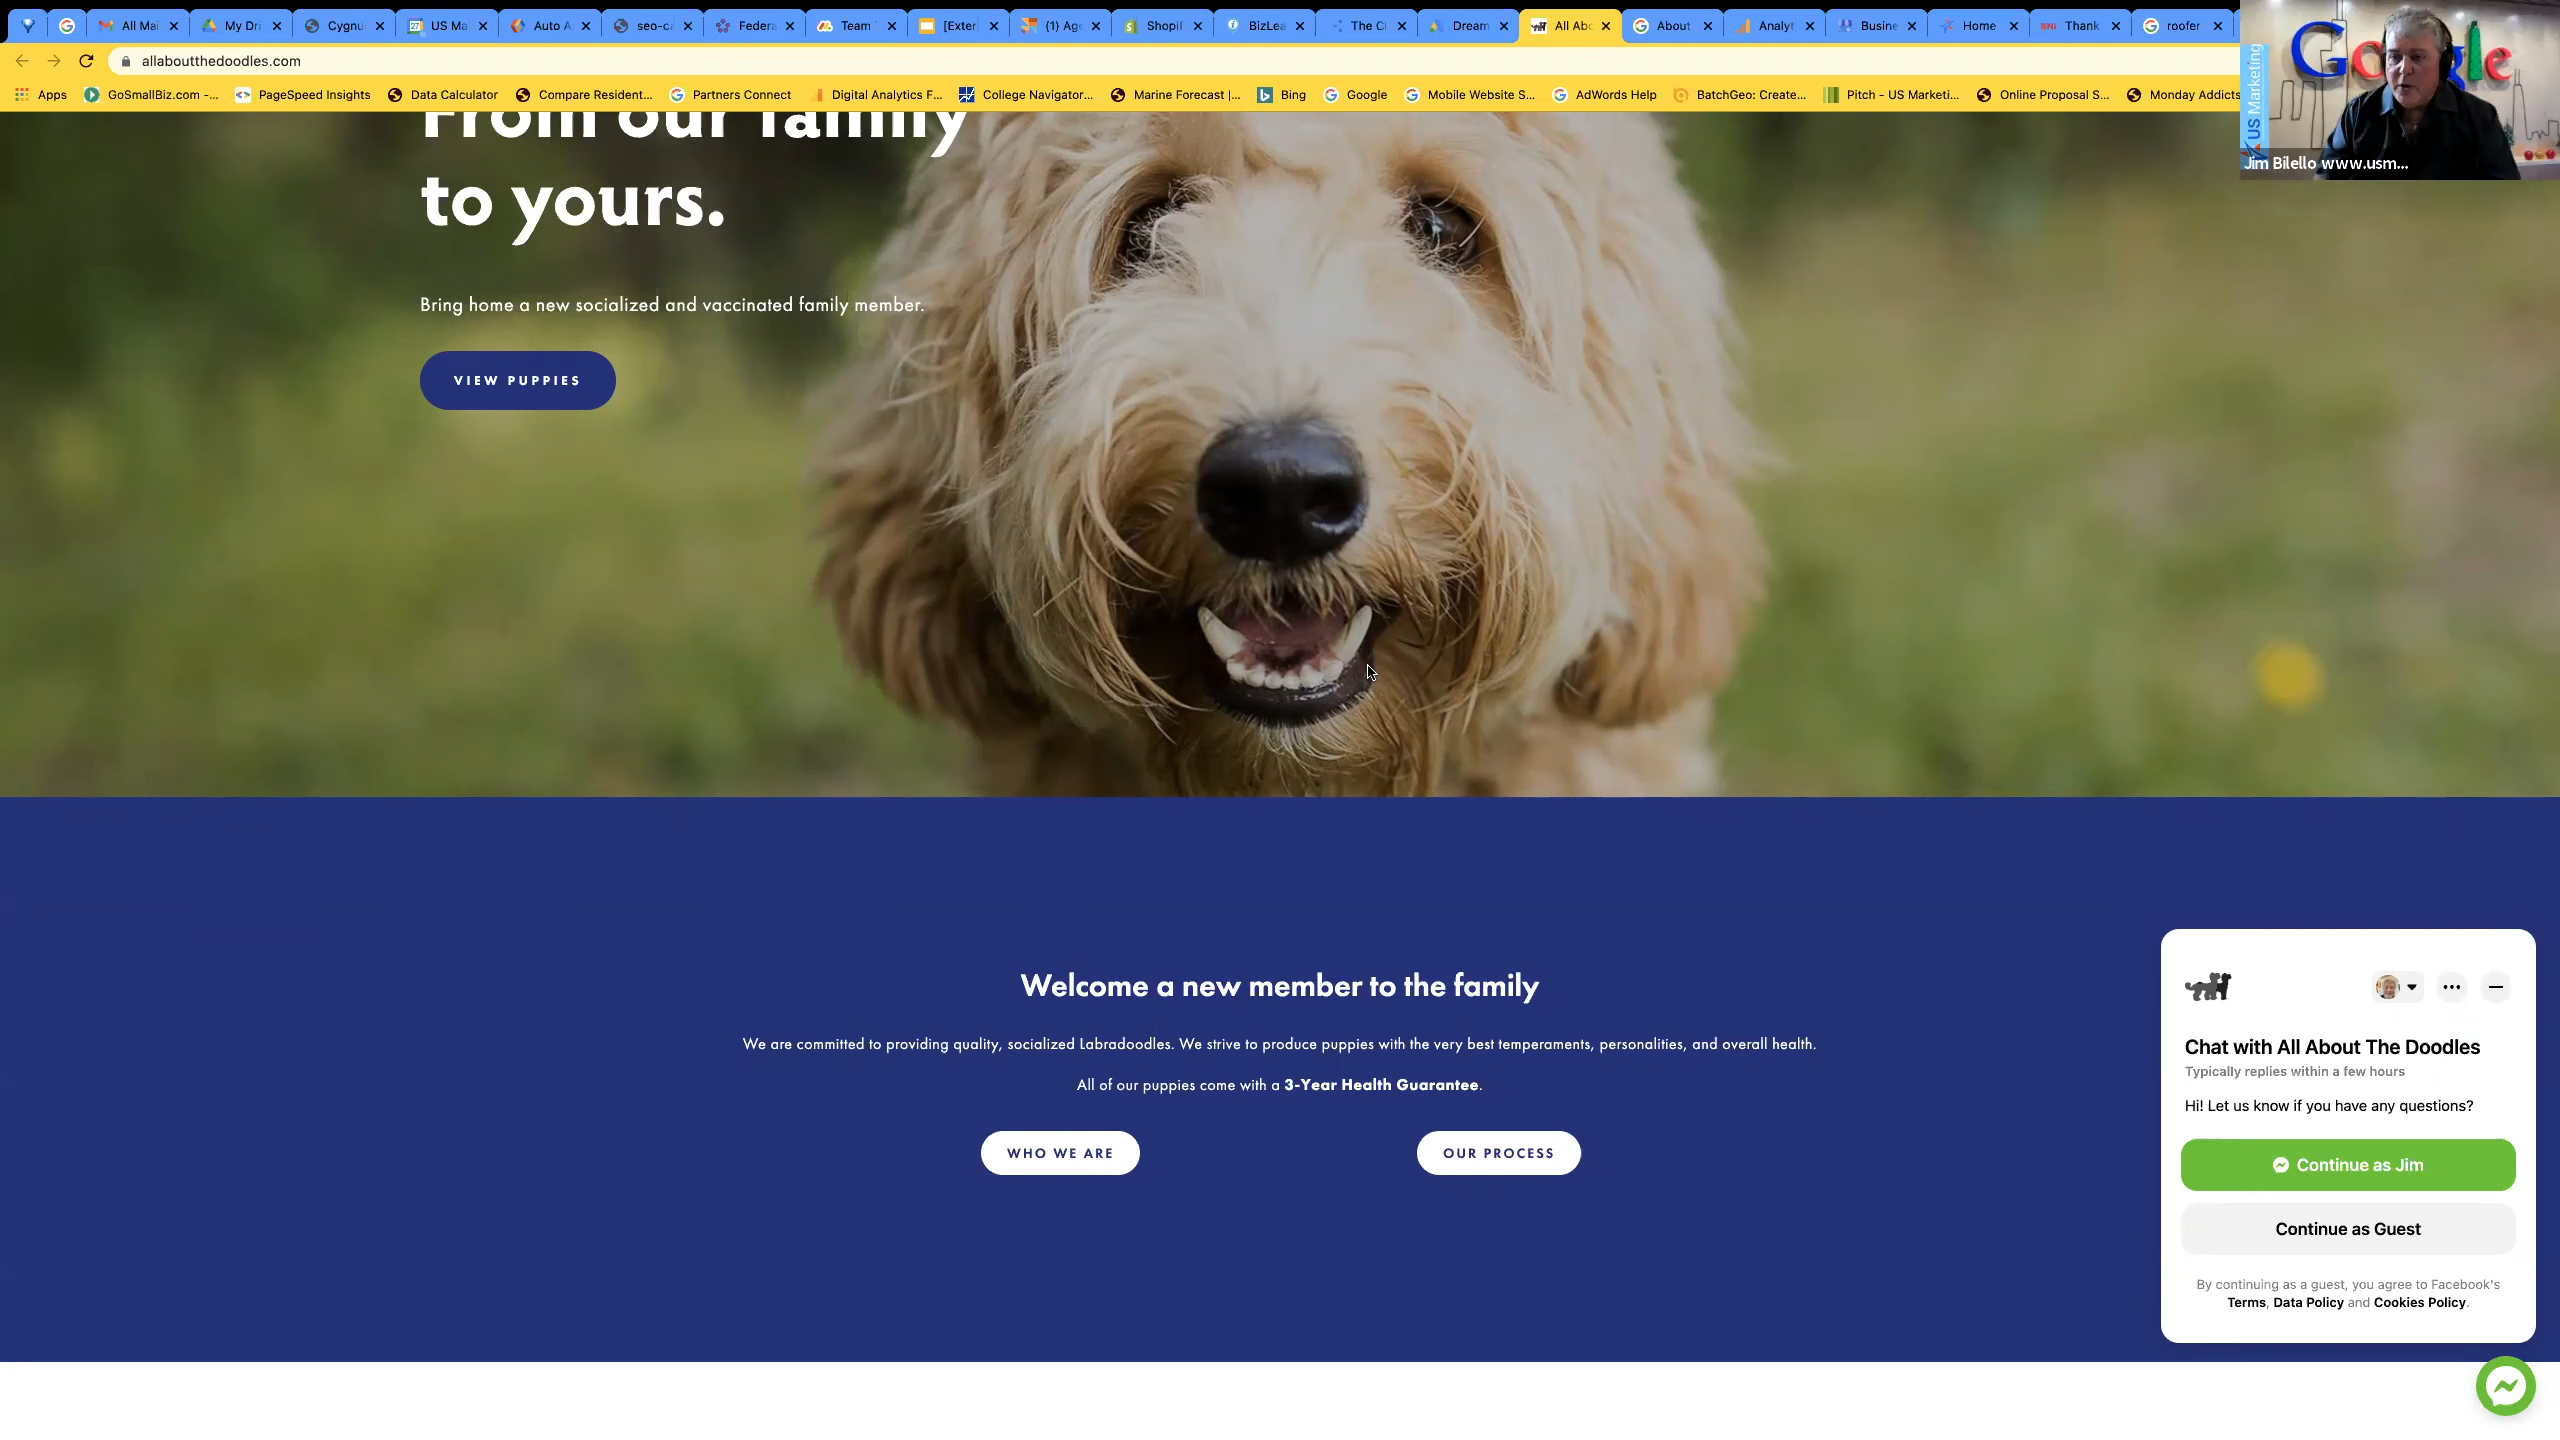 All Mai
My Dri
Cygnu
US Ma
Auto A
seo-ca
Federa
Team
[Exter
(1) Age
Shopif
BizLea
The Cl
Dream
All Abo
About
Analyt
Busine
Home
Thank
roofer
allaboutthedoodles.com
Apps
GoSmallBiz.com -...
PageSpeed Insights
Data Calculator
Compare Resident...
Partners Connect
Digital Analytics F...
College Navigator...
Marine Forecast |...
Bing
Google
Mobile Website S...
AdWords Help
BatchGeo: Create...
Pitch - US Marketi...
Online Proposal S...
Monday Addicts
US Marketing
Jim Bilello www.usm...
From our family
to yours.
Bring home a new socialized and vaccinated family member.
VIEW PUPPIES
Welcome a new member to the family
We are committed to providing quality, socialized Labradoodles. We strive to produce puppies with the very best temperaments, personalities, and overall health.
All of our puppies come with a 3-Year Health Guarantee.
WHO WE ARE
OUR PROCESS
Chat with All About The Doodles
Typically replies within a few hours
Hi! Let us know if you have any questions?
Continue as Jim
Continue as Guest
By continuing as a guest, you agree to Facebook's
Terms, Data Policy and Cookies Policy.